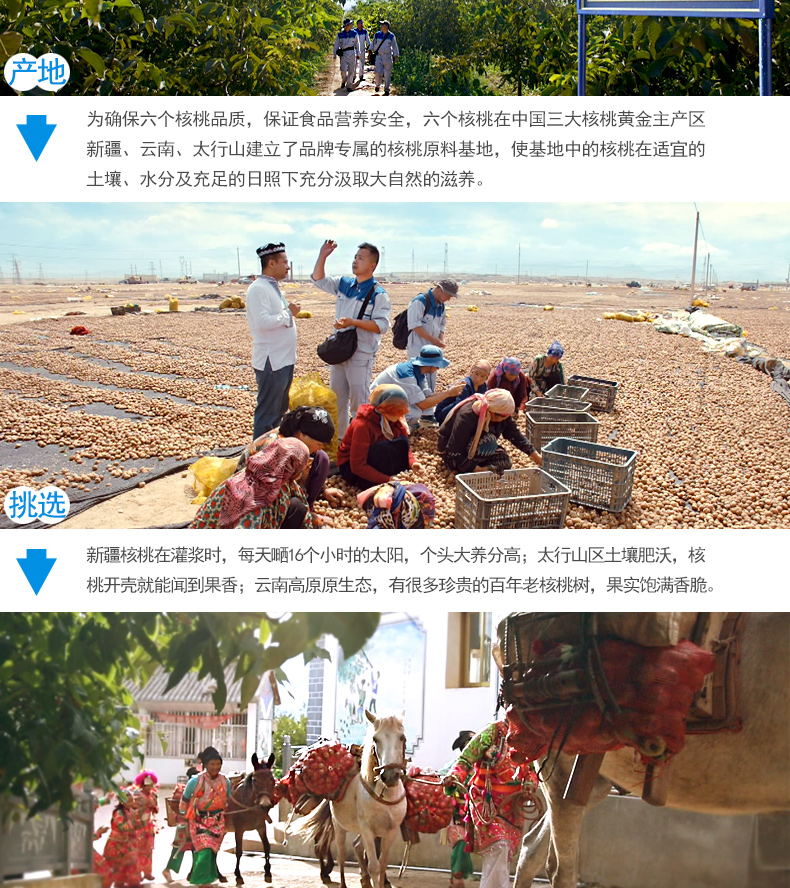 产地
为确保六个核桃品质，保证食品营养安全，六个核桃在中国三大核桃黄金主产区
新疆、云南、太行山建立了品牌专属的核桃原料基地，使基地中的核桃在适宜的
土壤、水分及充足的日照下充分汲取大自然的滋养。
挑选
新疆核桃在灌浆时，每天嗮16个小时的太阳，个头大养分高；太行山区土壤肥沃，核
桃开壳就能闻到果香；云南高原原生态，有很多珍贵的百年老核桃树，果实饱满香脆。